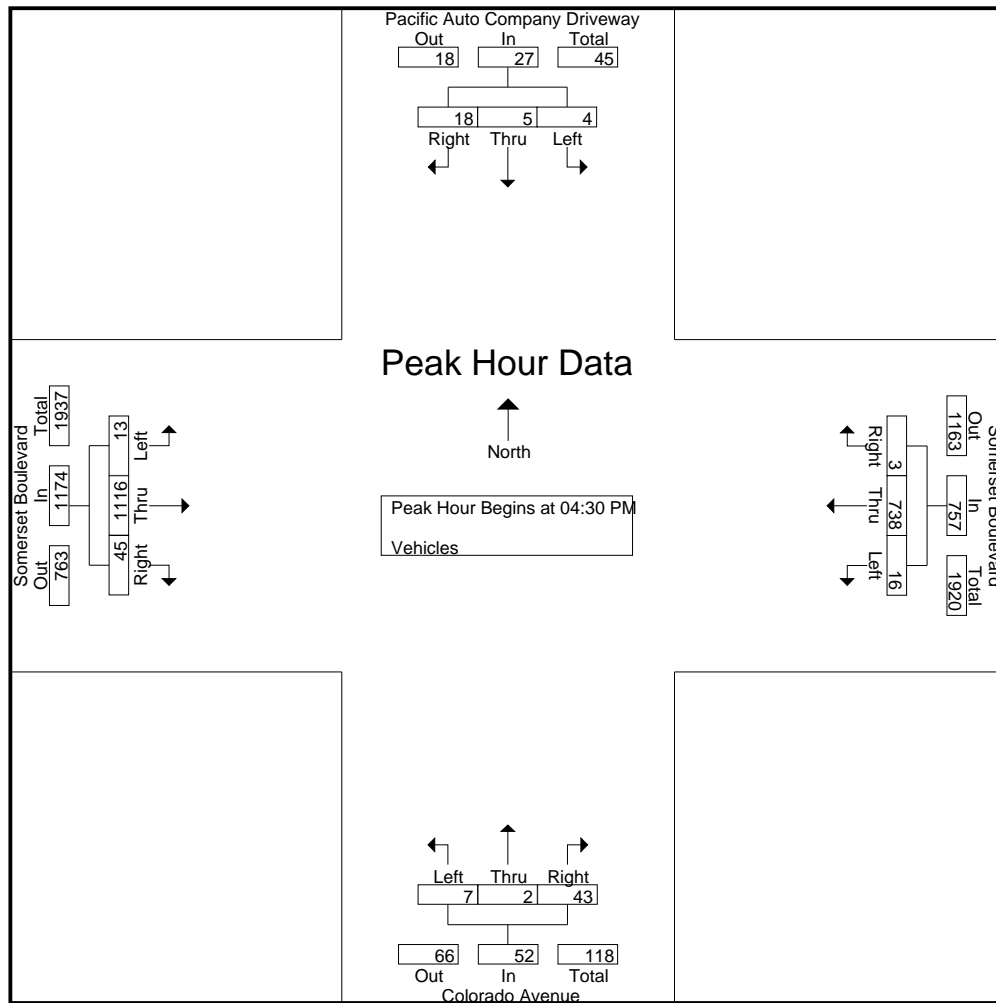 Pacific Auto Company Driveway
Out In Total
18 27 45
18 5 4
Right Thru Left
Peak Hour Data
North
Peak Hour Begins at 04:30 PM
Vehicles
Somerset Boulevard
Out In Total
763 1174 1937
45 1116 13
Right Thru Left
Somerset Boulevard
Out In Total
1163 757 1920
3 738 16
Right Thru Left
Left Thru Right
7 2 43
66 52 118
Out In Total
Colorado Avenue